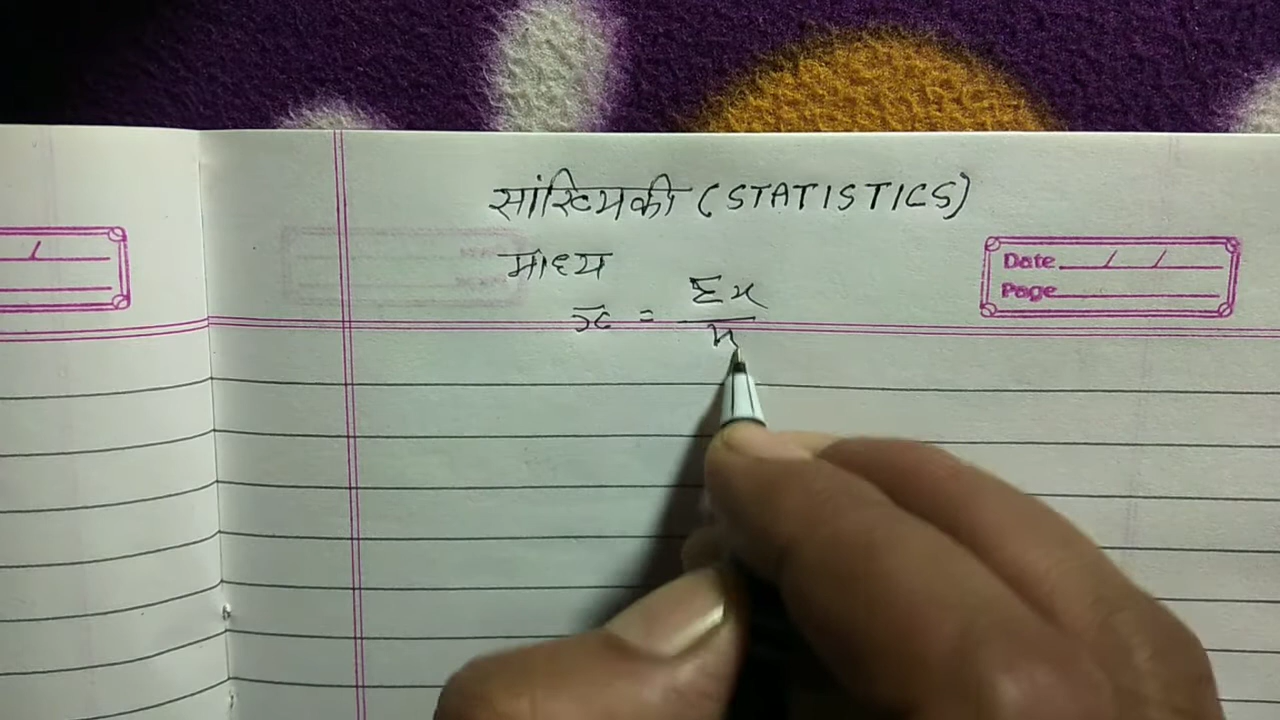 सांख्यिकी (STATISTICS)
माध्य
x̄ = Σx / n
Date / /
Page